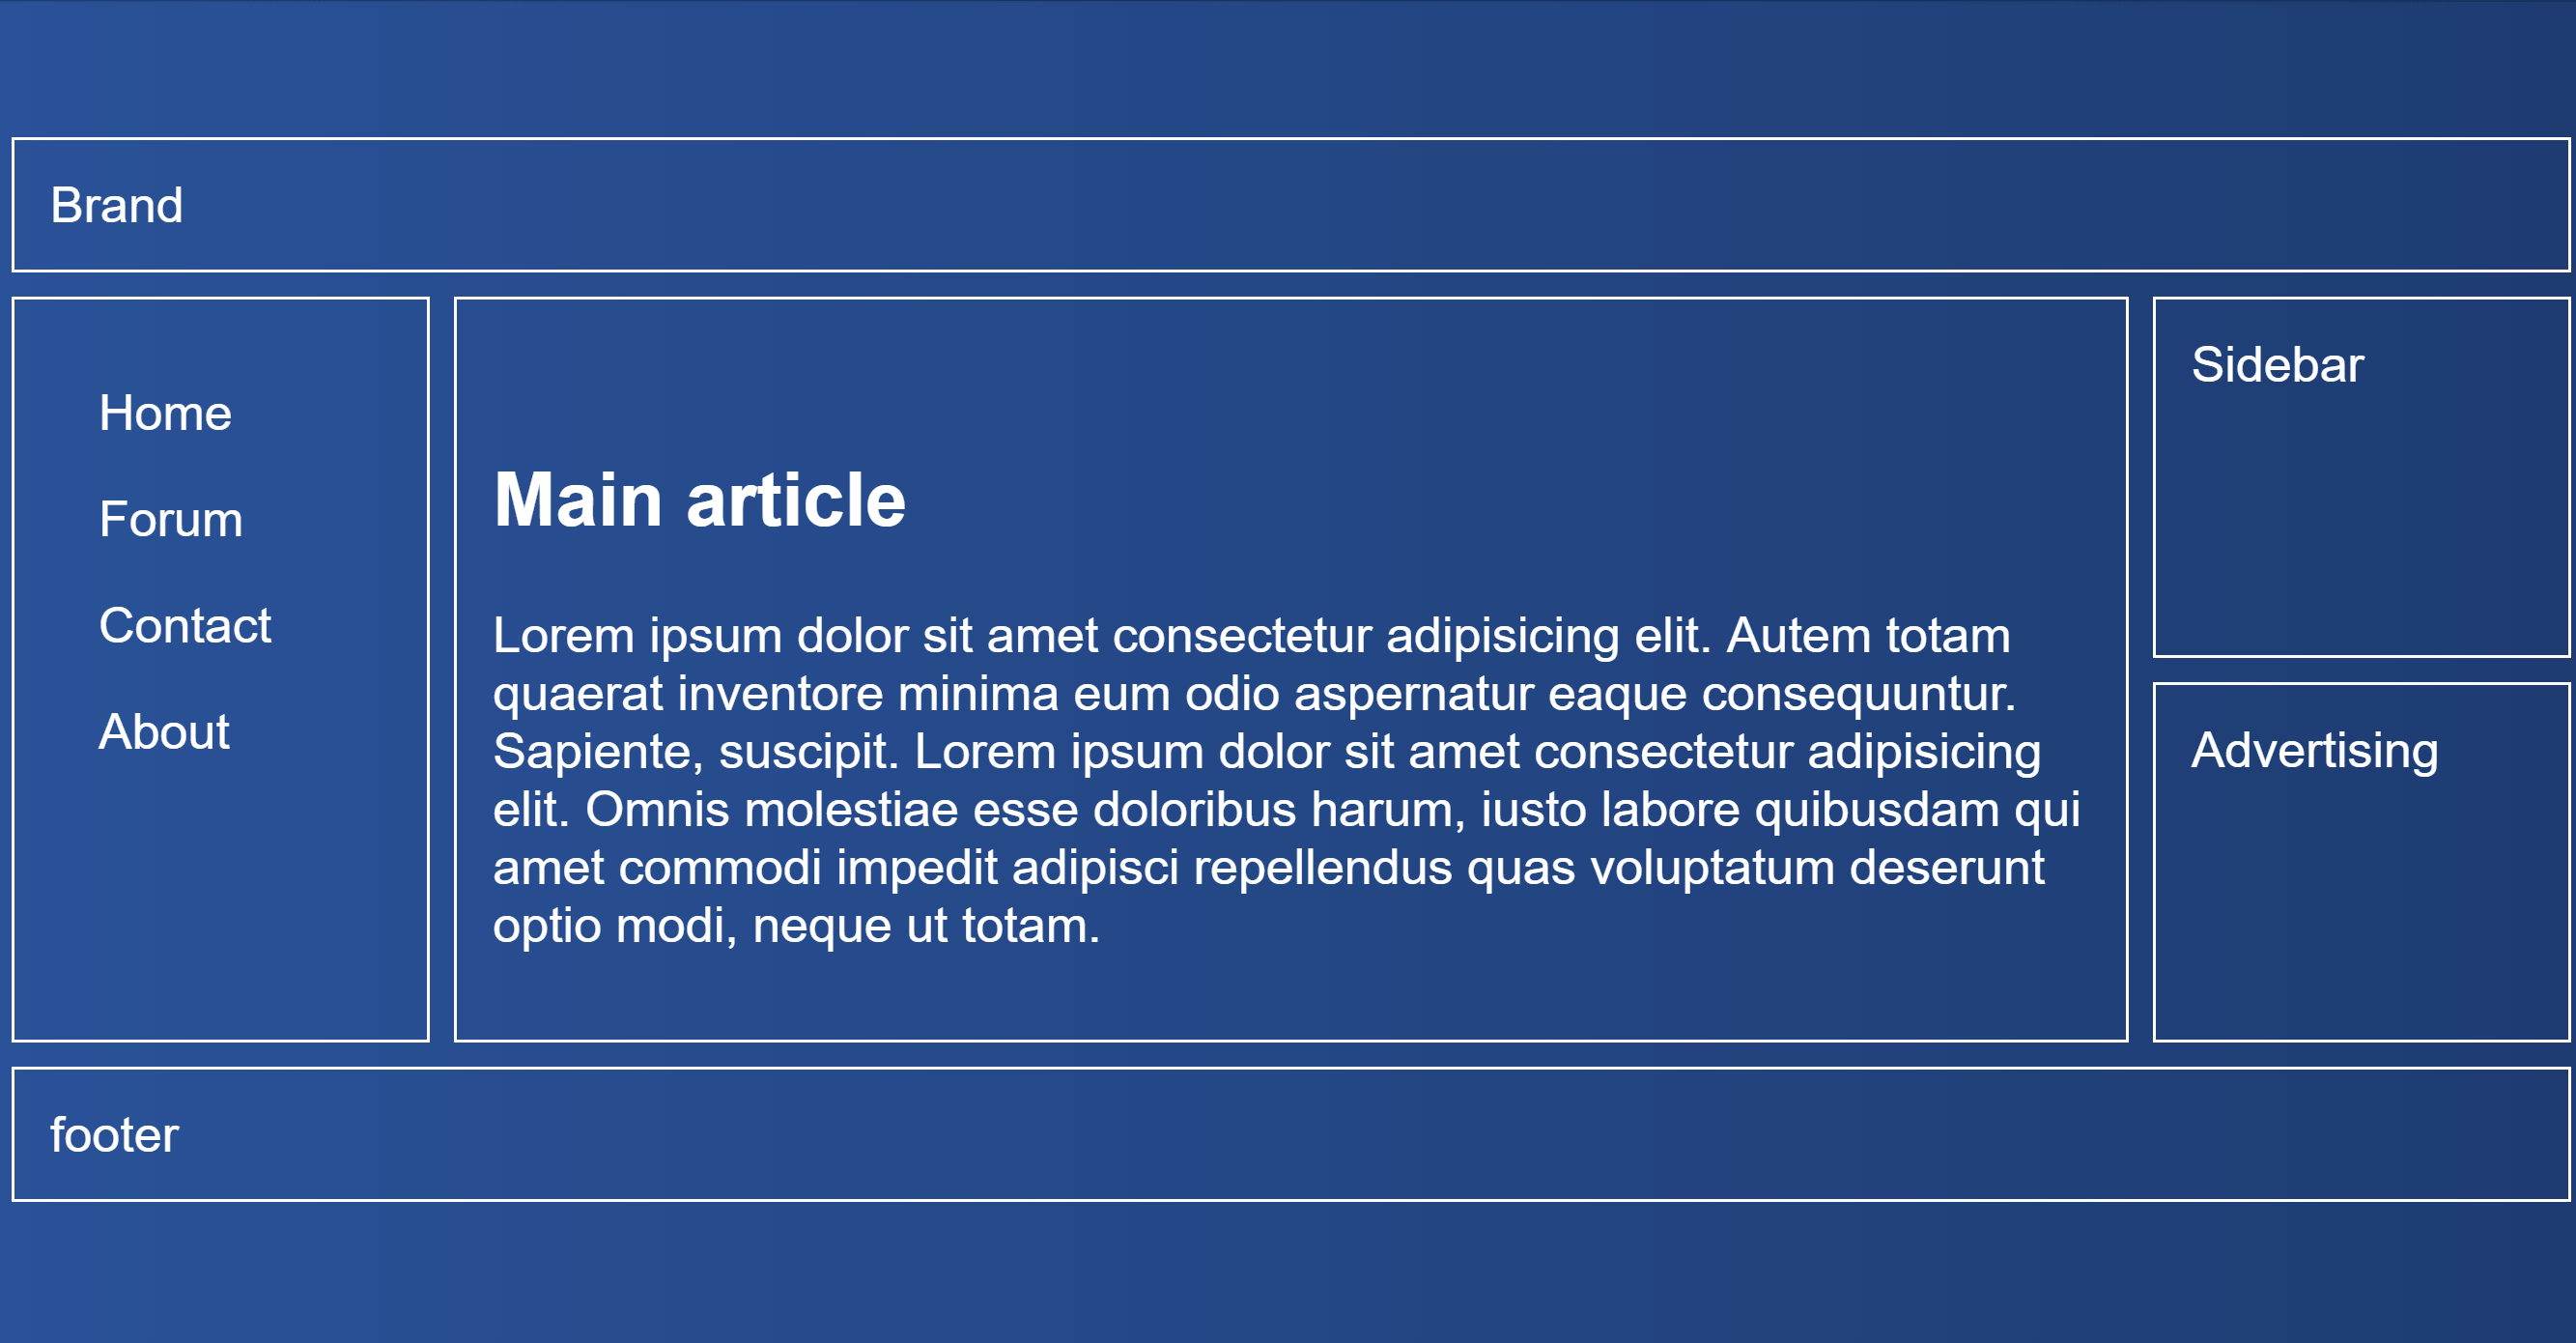 Brand
Home
Forum
Contact
About
Main article
Lorem ipsum dolor sit amet consectetur adipisicing elit. Autem totam
quaerat inventore minima eum odio aspernatur eaque consequuntur.
Sapiente, suscipit. Lorem ipsum dolor sit amet consectetur adipisicing
elit. Omnis molestiae esse doloribus harum, iusto labore quibusdam qui
amet commodi impedit adipisci repellendus quas voluptatum deserunt
optio modi, neque ut totam.
Sidebar
Advertising
footer